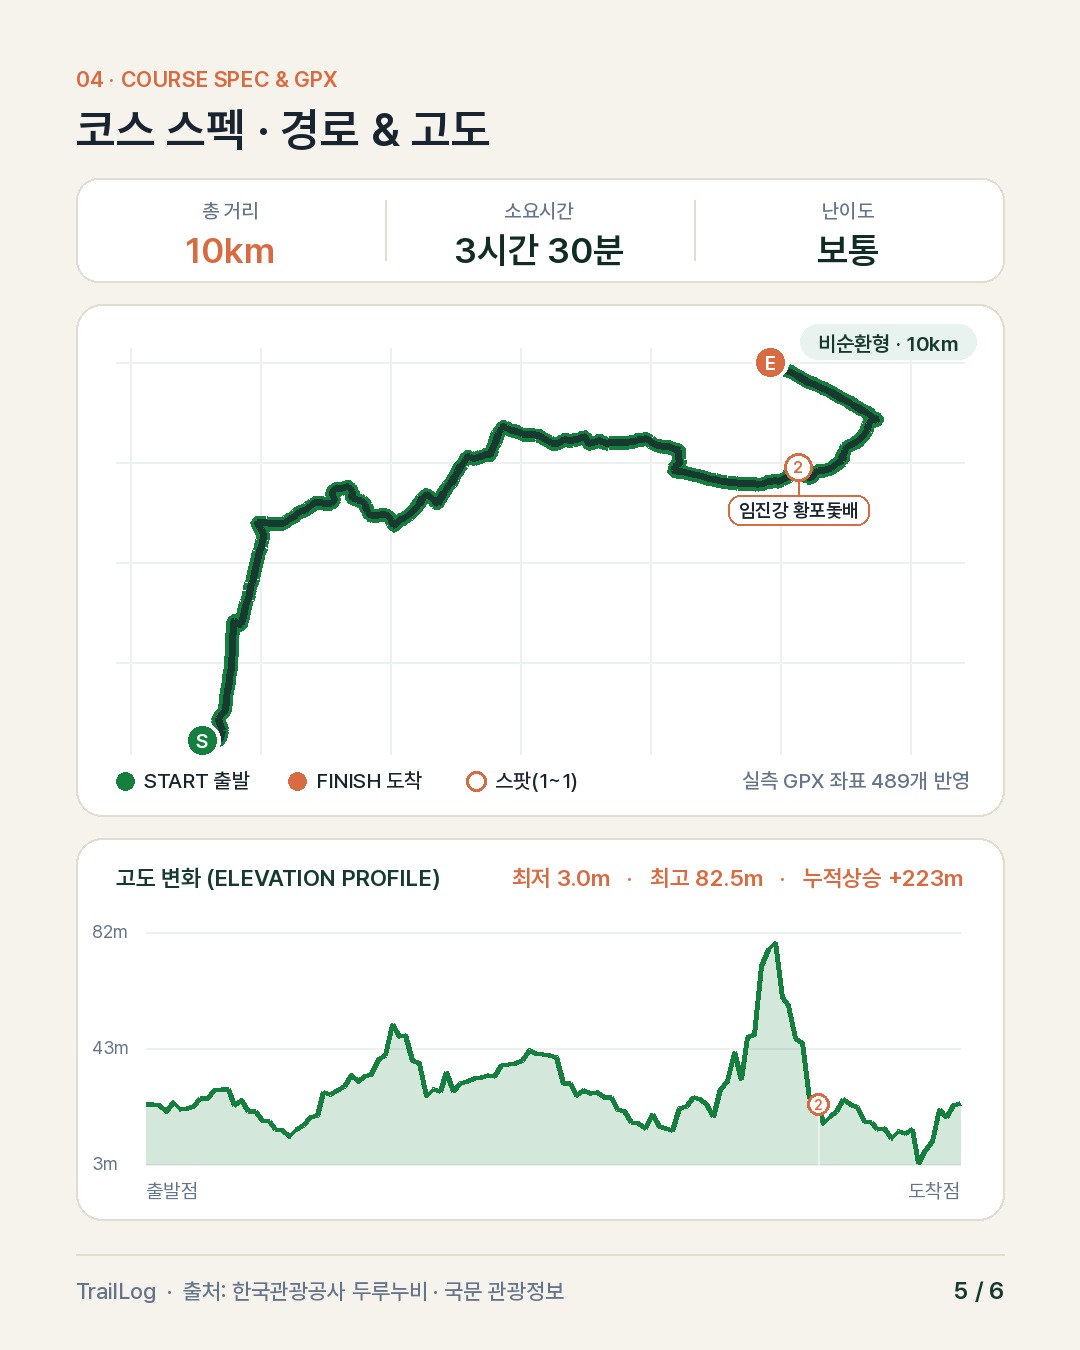 04 · COURSE SPEC & GPX
코스 스펙 · 경로 & 고도
총 거리
10km
소요시간
3시간 30분
난이도
보통
비순환형 · 10km
E
2
임진강 황포돛배
S
START 출발
FINISH 도착
스팟(1~1)
실측 GPX 좌표 489개 반영
고도 변화 (ELEVATION PROFILE)
최저 3.0m · 최고 82.5m · 누적상승 +223m
82m
43m
2
3m
출발점
도착점
TrailLog · 출처: 한국관광공사 두루누비 · 국문 관광정보
5 / 6